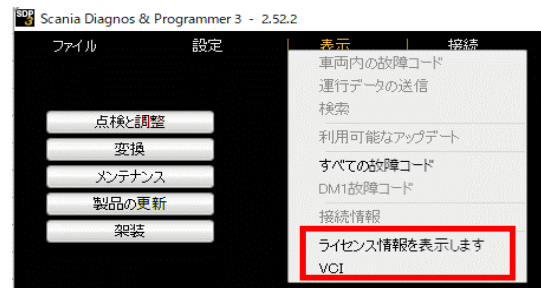 SDP3 Scania Diagnos & Programmer 3 - 2.52.2
ファイル 設定 表示 接続
車両内の故障コード
運行データの送信
検索
利用可能なアップデート
すべての故障コード
DM1故障コード
接続情報
ライセンス情報を表示します
VCI
点検と調整
変換
メンテナンス
製品の更新
架装